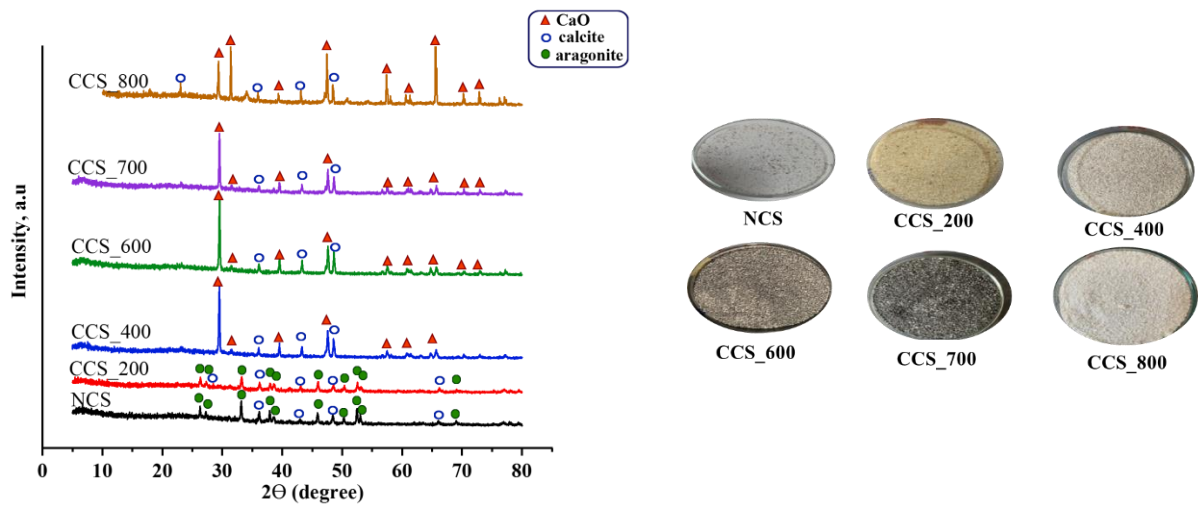 CaO
calcite
aragonite
Intensity, a.u
CCS_800
CCS_700
CCS_600
CCS_400
CCS_200
NCS
0 10 20 30 40 50 60 70 80
2Ɵ (degree)
NCS
CCS_200
CCS_400
CCS_600
CCS_700
CCS_800